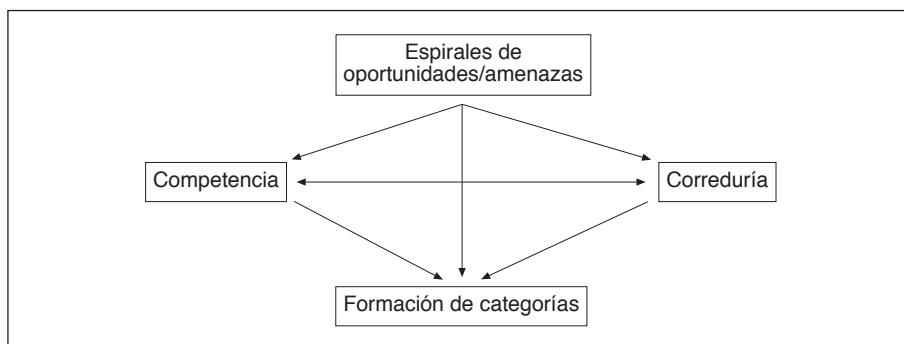 Espirales de
oportunidades/amenazas
Competencia
Correduría
Formación de categorías